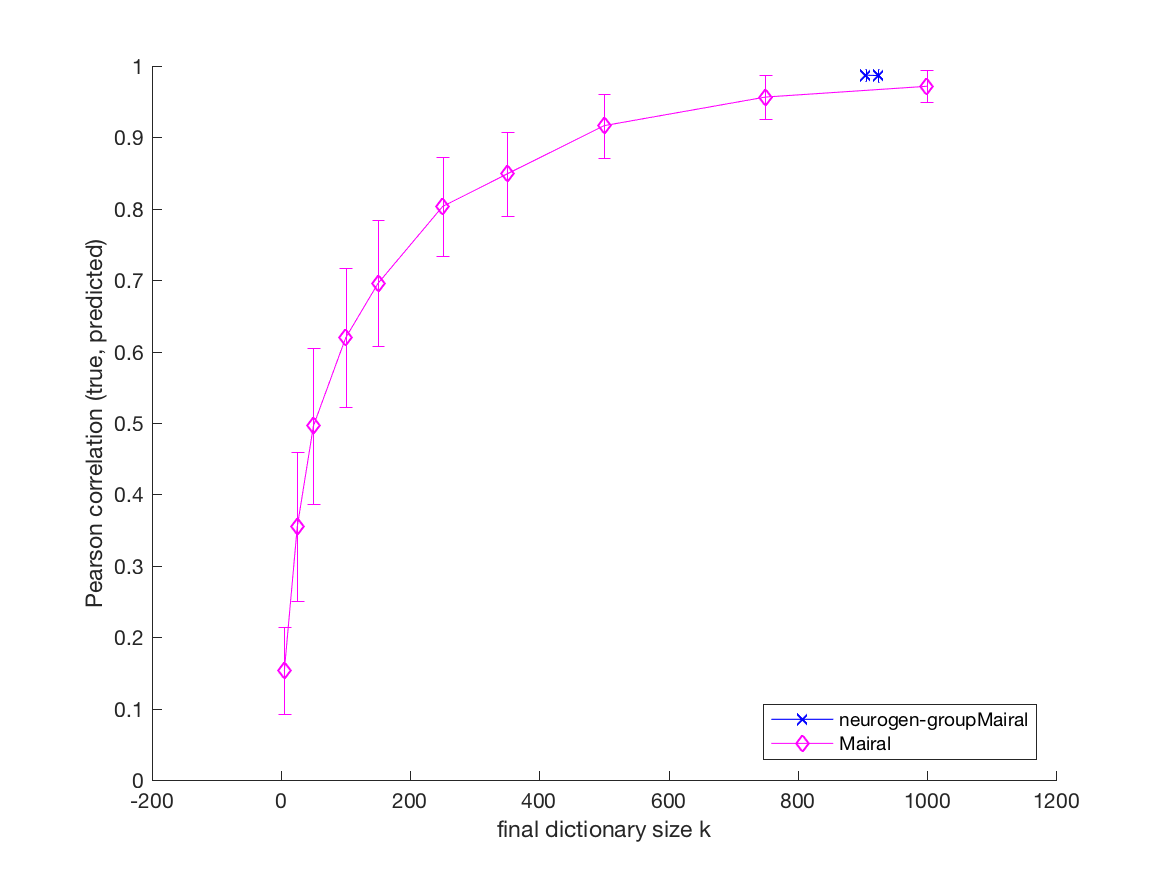 1
0.9
0.8
0.7
0.6
0.5
0.4
0.3
0.2
0.1
0
Pearson correlation (true, predicted)
-200 0 200 400 600 800 1000 1200
final dictionary size k
neurogen-groupMairal
Mairal